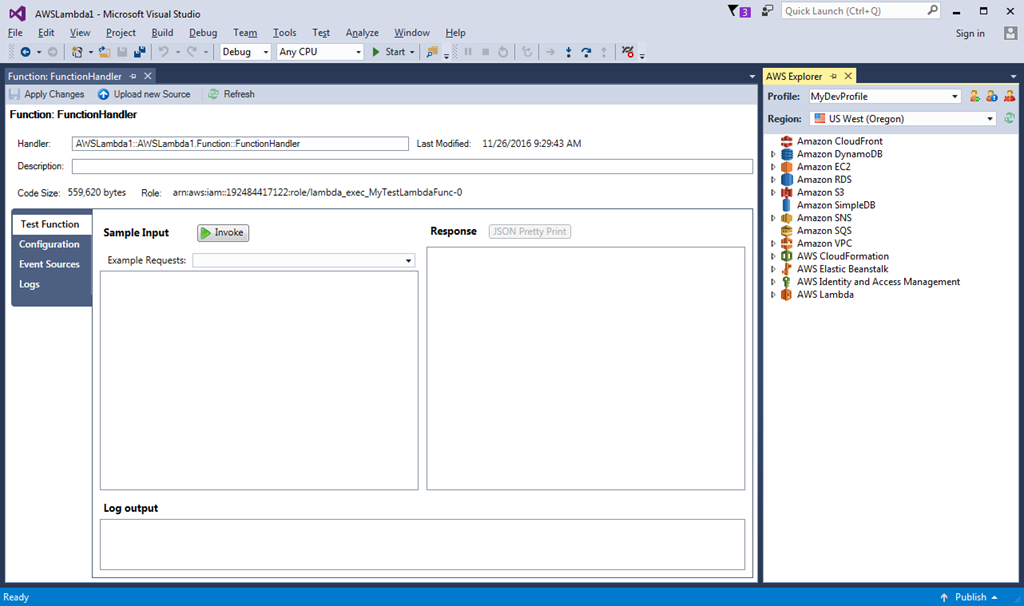 AWSLambda1 - Microsoft Visual Studio
3
Quick Launch (Ctrl+Q)
File Edit View Project Build Debug Team Tools Test Analyze Window Help
Sign in
Debug Any CPU Start
Function: FunctionHandler
Apply Changes Upload new Source Refresh
Function: FunctionHandler
Handler: AWSLambda1::AWSLambda1.Function::FunctionHandler Last Modified: 11/26/2016 9:29:43 AM
Description:
Code Size: 559,620 bytes Role: arn:aws:iam::192484417122:role/lambda_exec_MyTestLambdaFunc-0
Test Function
Configuration
Event Sources
Logs
Sample Input Invoke
Example Requests:
Response JSON Pretty Print
Log output
AWS Explorer
Profile: MyDevProfile
Region: US West (Oregon)
Amazon CloudFront
Amazon DynamoDB
Amazon EC2
Amazon RDS
Amazon S3
Amazon SimpleDB
Amazon SNS
Amazon SQS
Amazon VPC
AWS CloudFormation
AWS Elastic Beanstalk
AWS Identity and Access Management
AWS Lambda
Ready
Publish